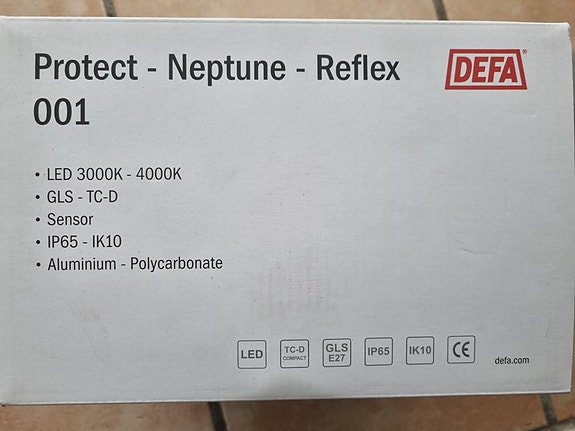 Protect - Neptune - Reflex
001
DEFA®
• LED 3000K - 4000K
• GLS - TC-D
• Sensor
• IP65 - IK10
• Aluminium - Polycarbonate
LED
TC-D
COMPACT
GLS
E27
IP65
IK10
CE
defa.com